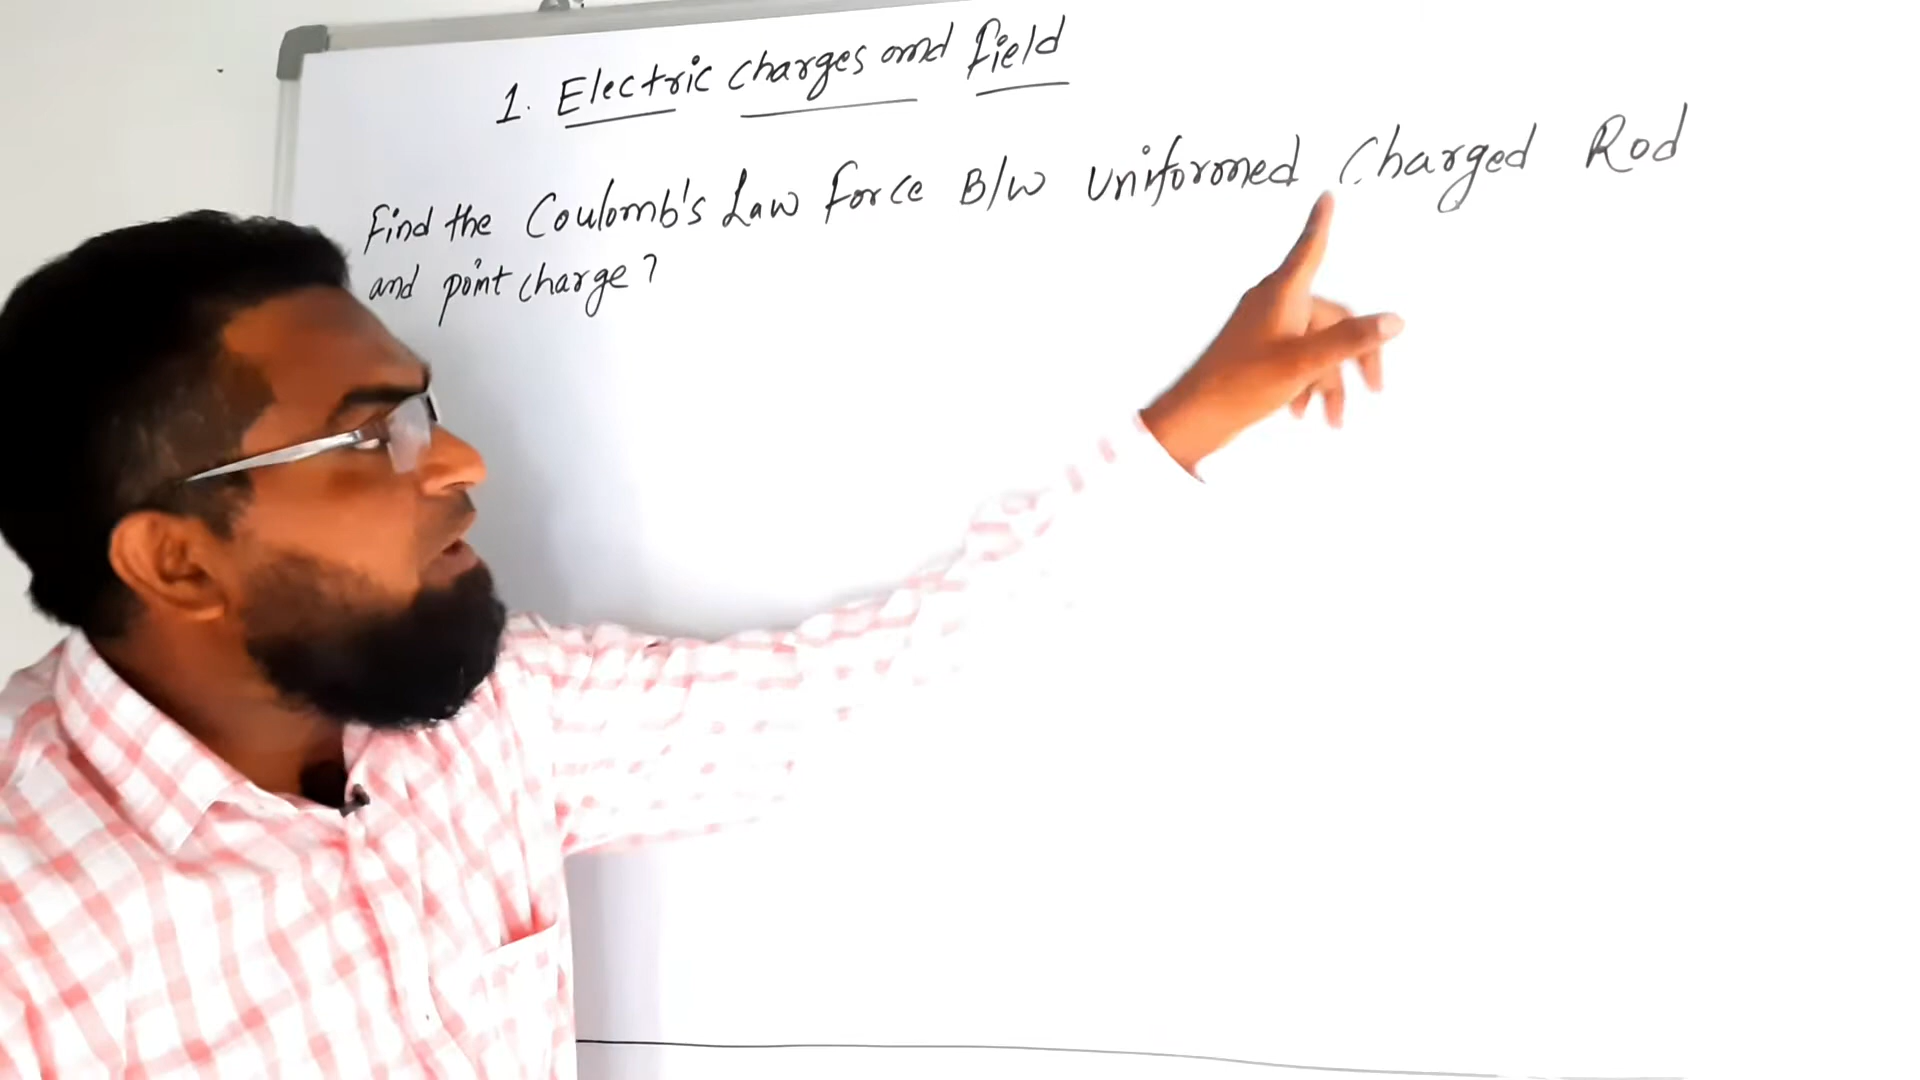 1. Electric charges and field
Find the Coulomb's Law force B/w Uniformed Charged Rod
and point charge?